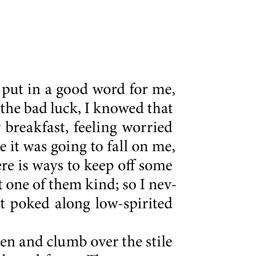 put in a good word for me,
the bad luck, I knowed that
breakfast, feeling worried
e it was going to fall on me,
ere is ways to keep off some
t one of them kind; so I nev-
t poked along low-spirited
en and clumb over the stile